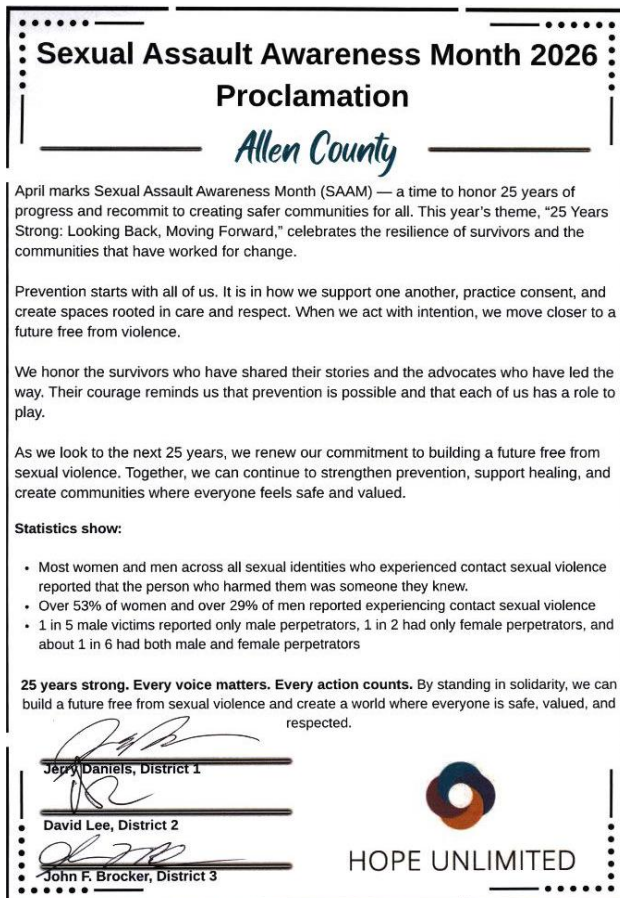 Sexual Assault Awareness Month 2026
Proclamation
Allen County
April marks Sexual Assault Awareness Month (SAAM) — a time to honor 25 years of
progress and recommit to creating safer communities for all. This year's theme, “25 Years
Strong: Looking Back, Moving Forward,” celebrates the resilience of survivors and the
communities that have worked for change.
Prevention starts with all of us. It is in how we support one another, practice consent, and
create spaces rooted in care and respect. When we act with intention, we move closer to a
future free from violence.
We honor the survivors who have shared their stories and the advocates who have led the
way. Their courage reminds us that prevention is possible and that each of us has a role to
play.
As we look to the next 25 years, we renew our commitment to building a future free from
sexual violence. Together, we can continue to strengthen prevention, support healing, and
create communities where everyone feels safe and valued.
Statistics show:
• Most women and men across all sexual identities who experienced contact sexual violence
reported that the person who harmed them was someone they knew.
• Over 53% of women and over 29% of men reported experiencing contact sexual violence
• 1 in 5 male victims reported only male perpetrators, 1 in 2 had only female perpetrators, and
about 1 in 6 had both male and female perpetrators
25 years strong. Every voice matters. Every action counts. By standing in solidarity, we can
build a future free from sexual violence and create a world where everyone is safe, valued, and
respected.
Jerry Daniels, District 1
David Lee, District 2
John F. Brocker, District 3
HOPE UNLIMITED